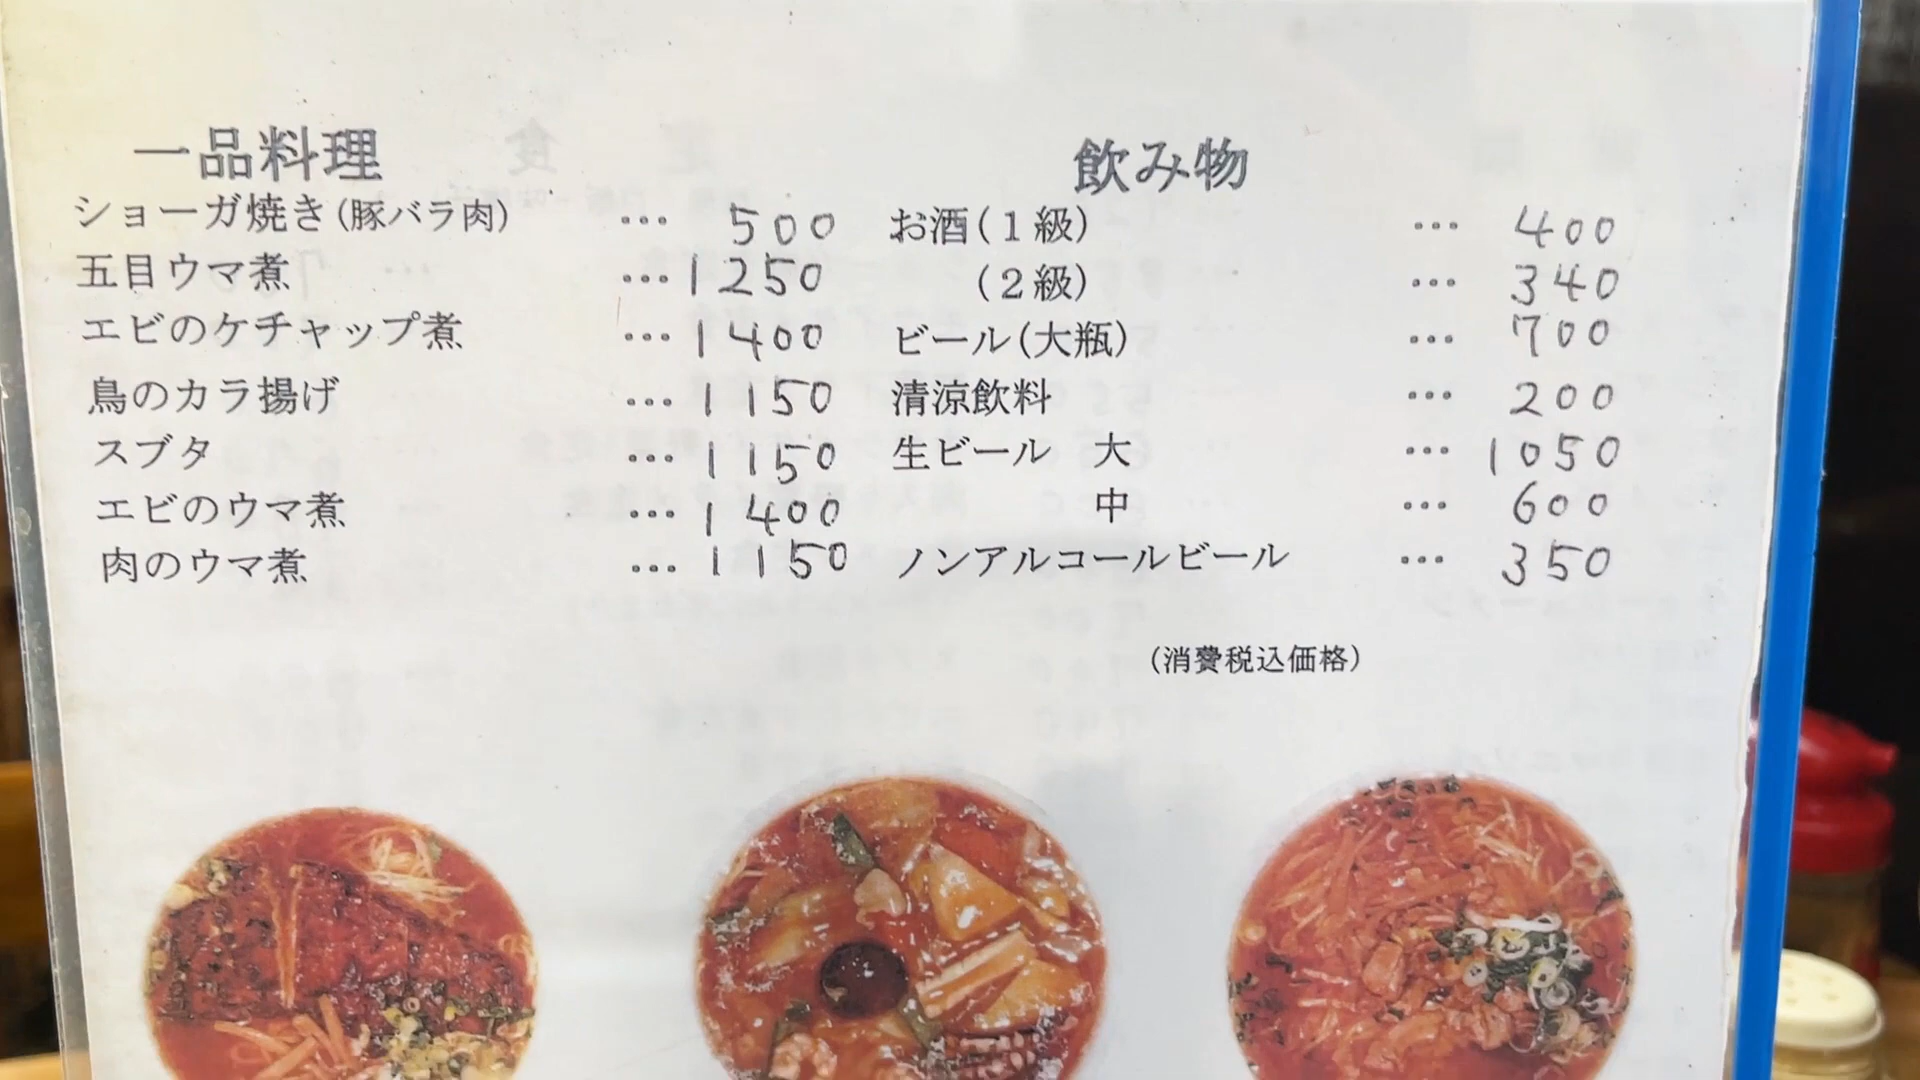 一品料理
ショーガ焼き(豚バラ肉) … 500
五目ウマ煮 … 1250
エビのケチャップ煮 … 1400
鳥のカラ揚げ … 1150
スブタ … 1150
エビのウマ煮 … 1400
肉のウマ煮 … 1150
飲み物
お酒(1級) … 400
(2級) … 340
ビール(大瓶) … 700
清涼飲料 … 200
生ビール 大 … 1050
中 … 600
ノンアルコールビール … 350
(消費税込価格)